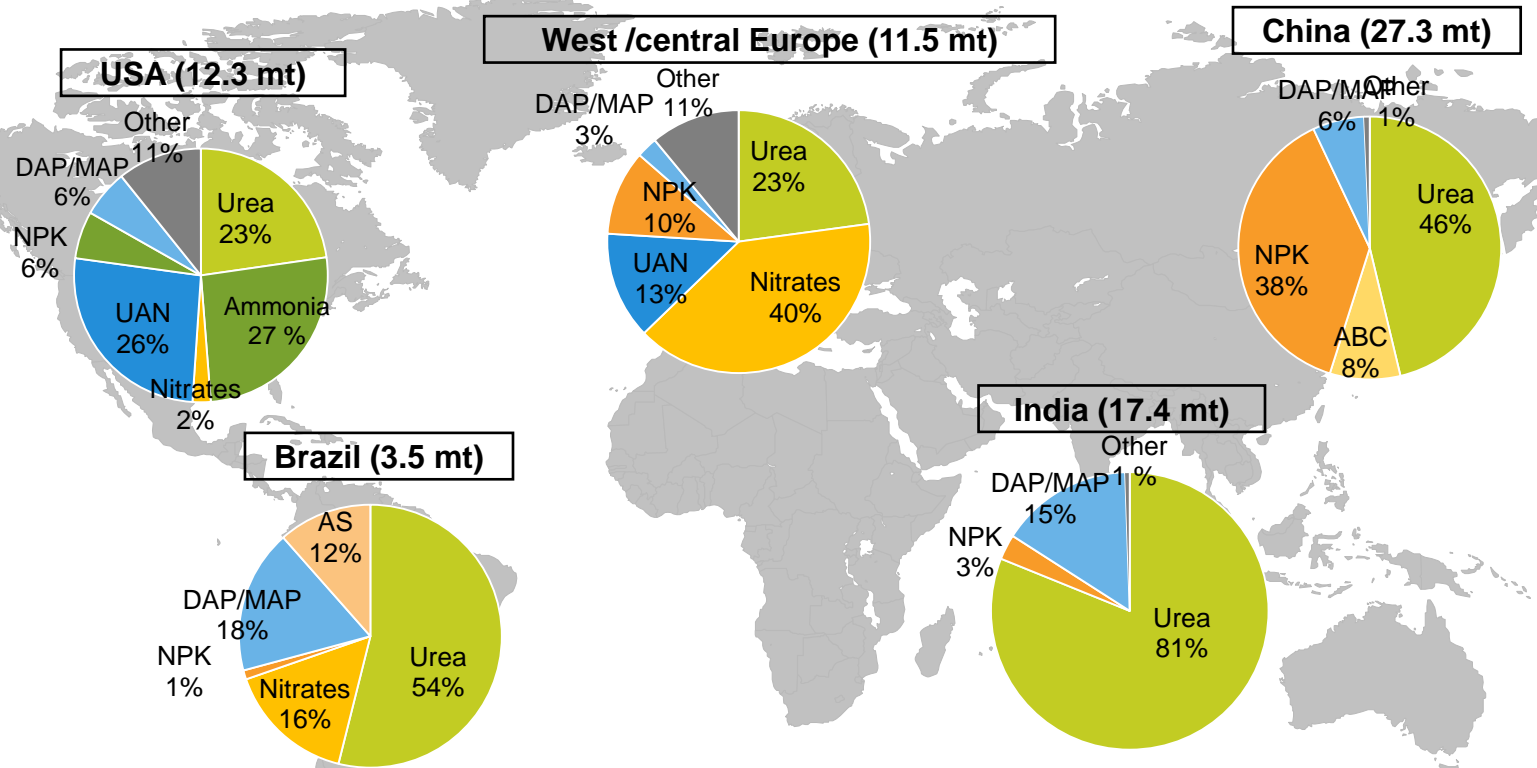 USA (12.3 mt)
Other
11%
DAP/MAP
6%
NPK
6%
Urea
23%
Ammonia
27 %
UAN
26%
Nitrates
2%
West /central Europe (11.5 mt)
Other
11%
DAP/MAP
3%
Urea
23%
NPK
10%
UAN
13%
Nitrates
40%
China (27.3 mt)
DAP/MAP
6%
Other
1%
Urea
46%
NPK
38%
ABC
8%
Brazil (3.5 mt)
AS
12%
DAP/MAP
18%
NPK
1%
Nitrates
16%
Urea
54%
India (17.4 mt)
Other
1 %
DAP/MAP
15%
NPK
3%
Urea
81%